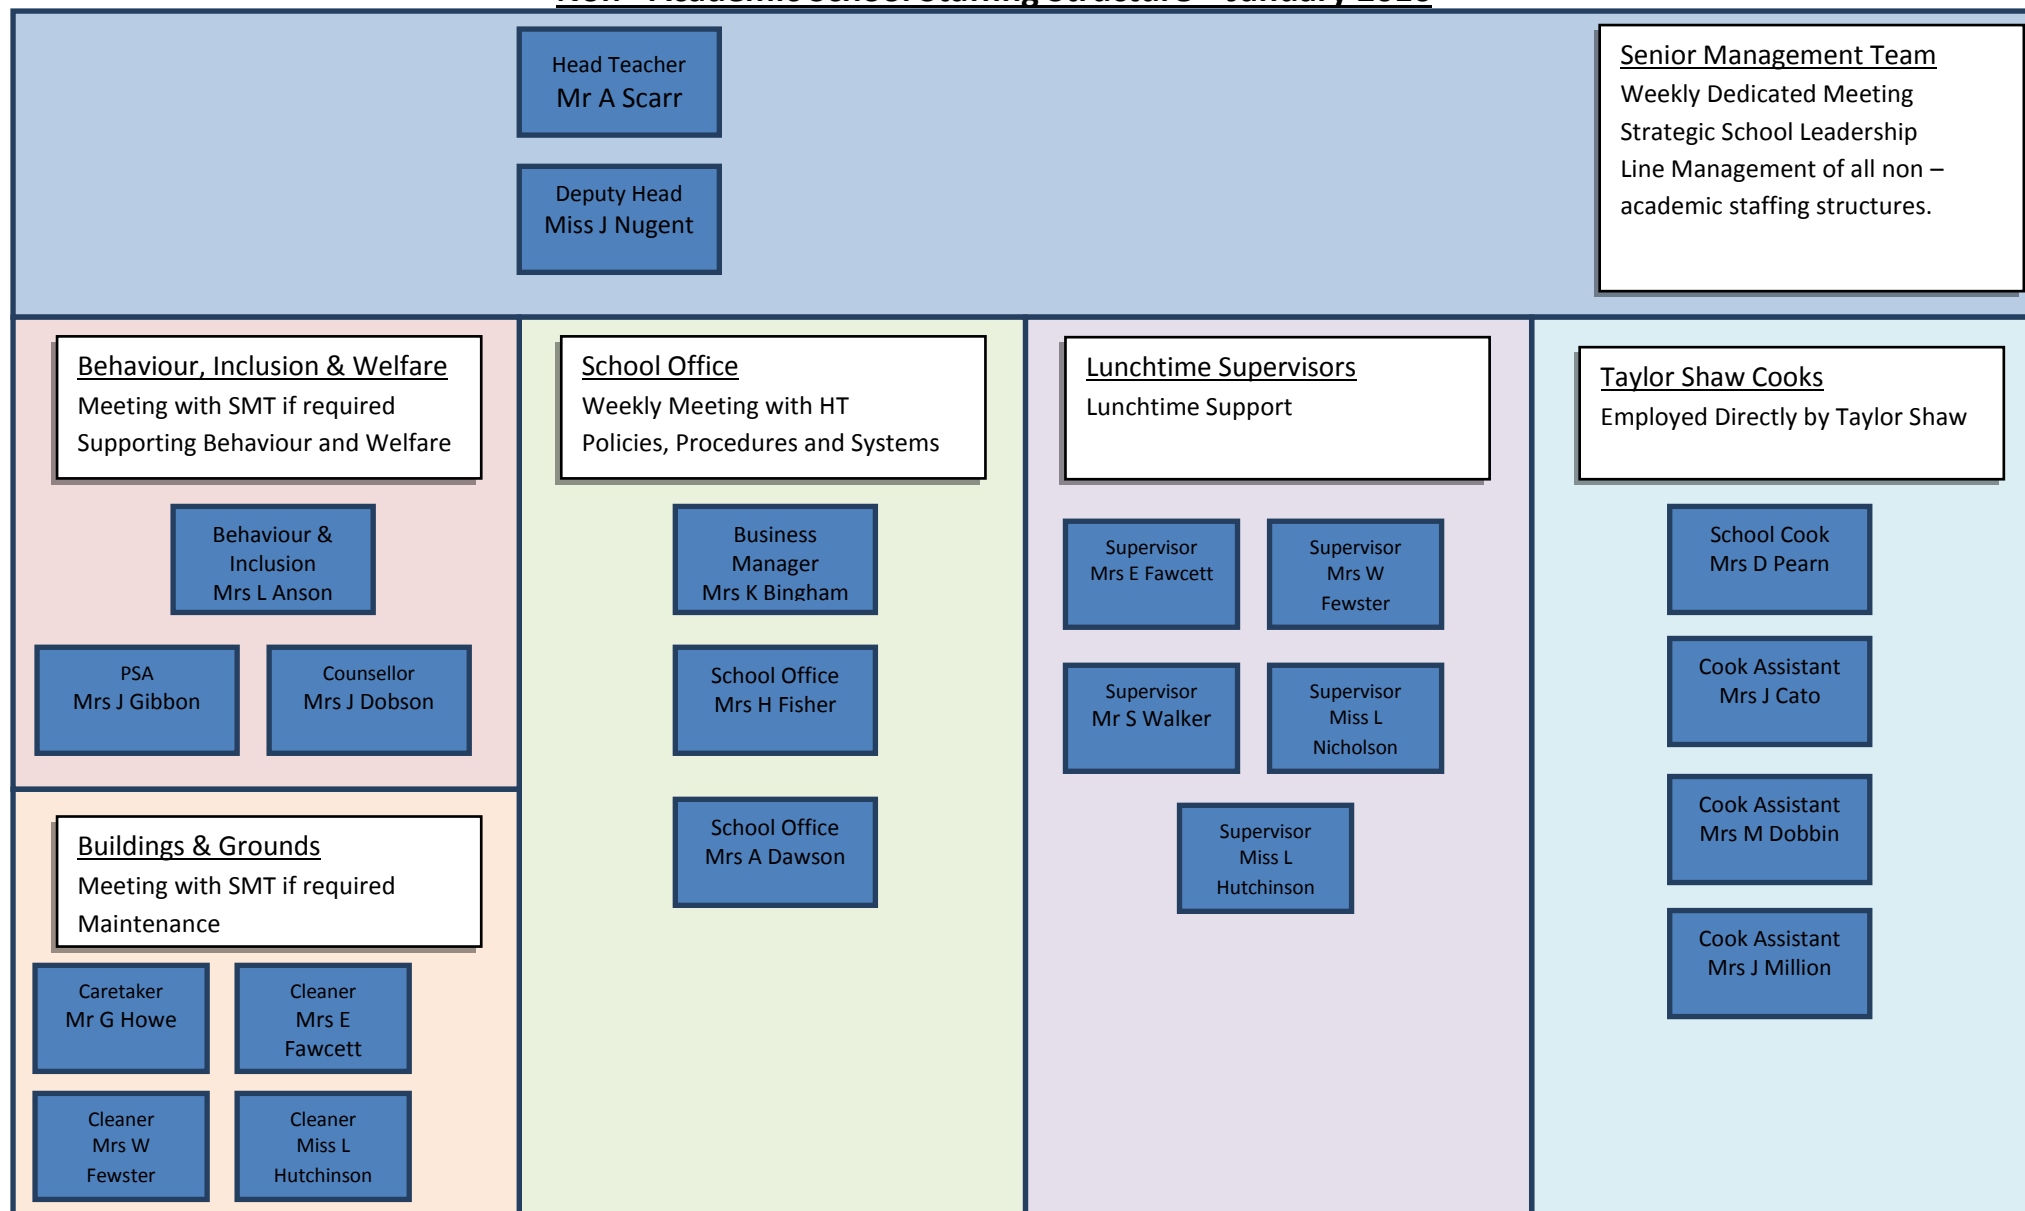 Head Teacher
Mr A Scarr
Deputy Head
Miss J Nugent
Senior Management Team
Weekly Dedicated Meeting
Strategic School Leadership
Line Management of all non –
academic staffing structures.
Behaviour, Inclusion & Welfare
Meeting with SMT if required
Supporting Behaviour and Welfare
Behaviour &
Inclusion
Mrs L Anson
PSA
Mrs J Gibbon
Counsellor
Mrs J Dobson
Buildings & Grounds
Meeting with SMT if required
Maintenance
Caretaker
Mr G Howe
Cleaner
Mrs E
Fawcett
Cleaner
Mrs W
Fewster
Cleaner
Miss L
Hutchinson
School Office
Weekly Meeting with HT
Policies, Procedures and Systems
Business
Manager
Mrs K Bingham
School Office
Mrs H Fisher
School Office
Mrs A Dawson
Lunchtime Supervisors
Lunchtime Support
Supervisor
Mrs E Fawcett
Supervisor
Mrs W
Fewster
Supervisor
Mr S Walker
Supervisor
Miss L
Nicholson
Supervisor
Miss L
Hutchinson
Taylor Shaw Cooks
Employed Directly by Taylor Shaw
School Cook
Mrs D Pearn
Cook Assistant
Mrs J Cato
Cook Assistant
Mrs M Dobbin
Cook Assistant
Mrs J Million